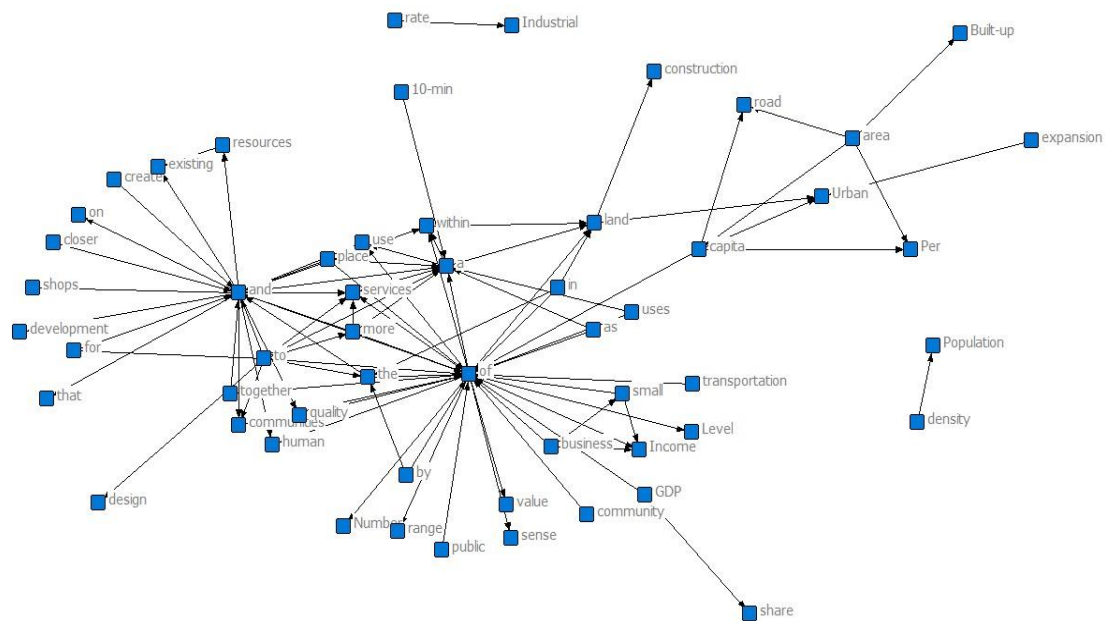 rate
Industrial
Built-up
construction
10-min
road
area
expansion
resources
existing
create
Urban
on
within
land
closer
use
capita
Per
place
a
shops
and
services
in
uses
development
more
as
for
to
Population
the
of
that
together
small
transportation
quality
communities
Level
density
human
business
Income
by
design
GDP
value
community
Number
range
sense
public
share